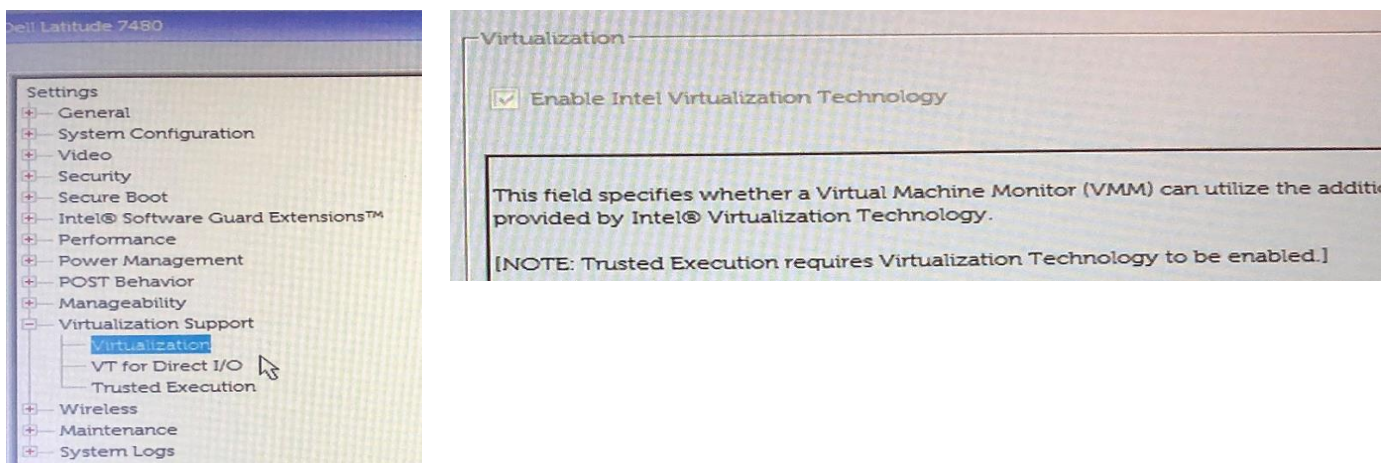 Dell Latitude 7480
Settings
General
System Configuration
Video
Security
Secure Boot
Intel® Software Guard Extensions™
Performance
Power Management
POST Behavior
Manageability
Virtualization Support
Virtualization
VT for Direct I/O
Trusted Execution
Wireless
Maintenance
System Logs
Virtualization
Enable Intel Virtualization Technology
This field specifies whether a Virtual Machine Monitor (VMM) can utilize the
provided by Intel® Virtualization Technology.
[NOTE: Trusted Execution requires Virtualization Technology to be enabled.]